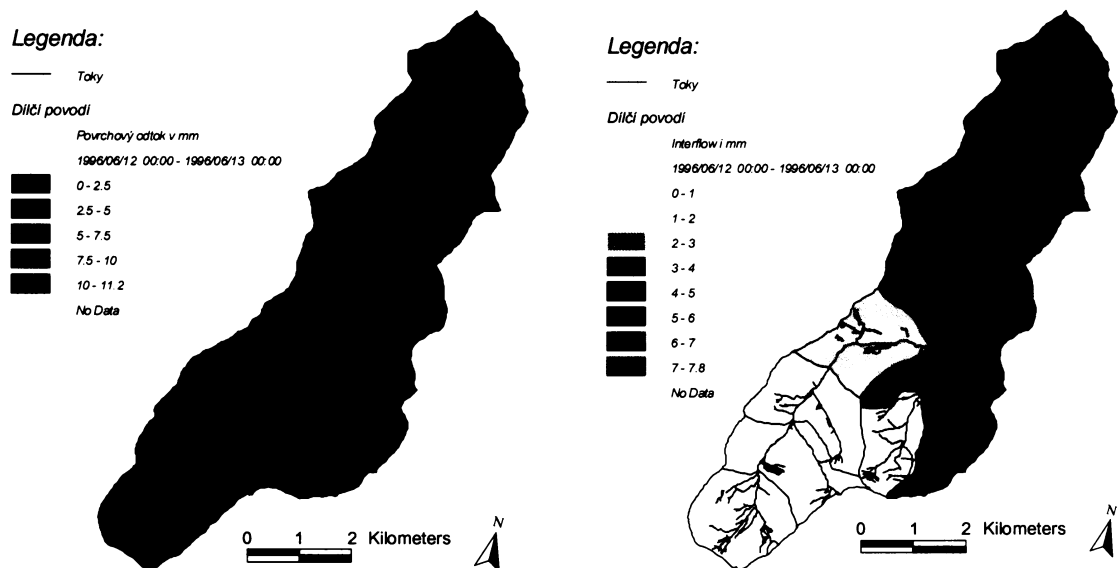 Legenda:
Toky
Dílčí povodí
Povrchový odtok v mm
1996/06/12 00:00 - 1996/06/13 00:00
0 - 2.5
2.5 - 5
5 - 7.5
7.5 - 10
10 - 11.2
No Data
0 1 2 Kilometers
N
Legenda:
Toky
Dílčí povodí
Interflow i mm
1996/06/12 00:00 - 1996/06/13 00:00
0 - 1
1 - 2
2 - 3
3 - 4
4 - 5
5 - 6
6 - 7
7 - 7.8
No Data
0 1 2 Kilometers
N